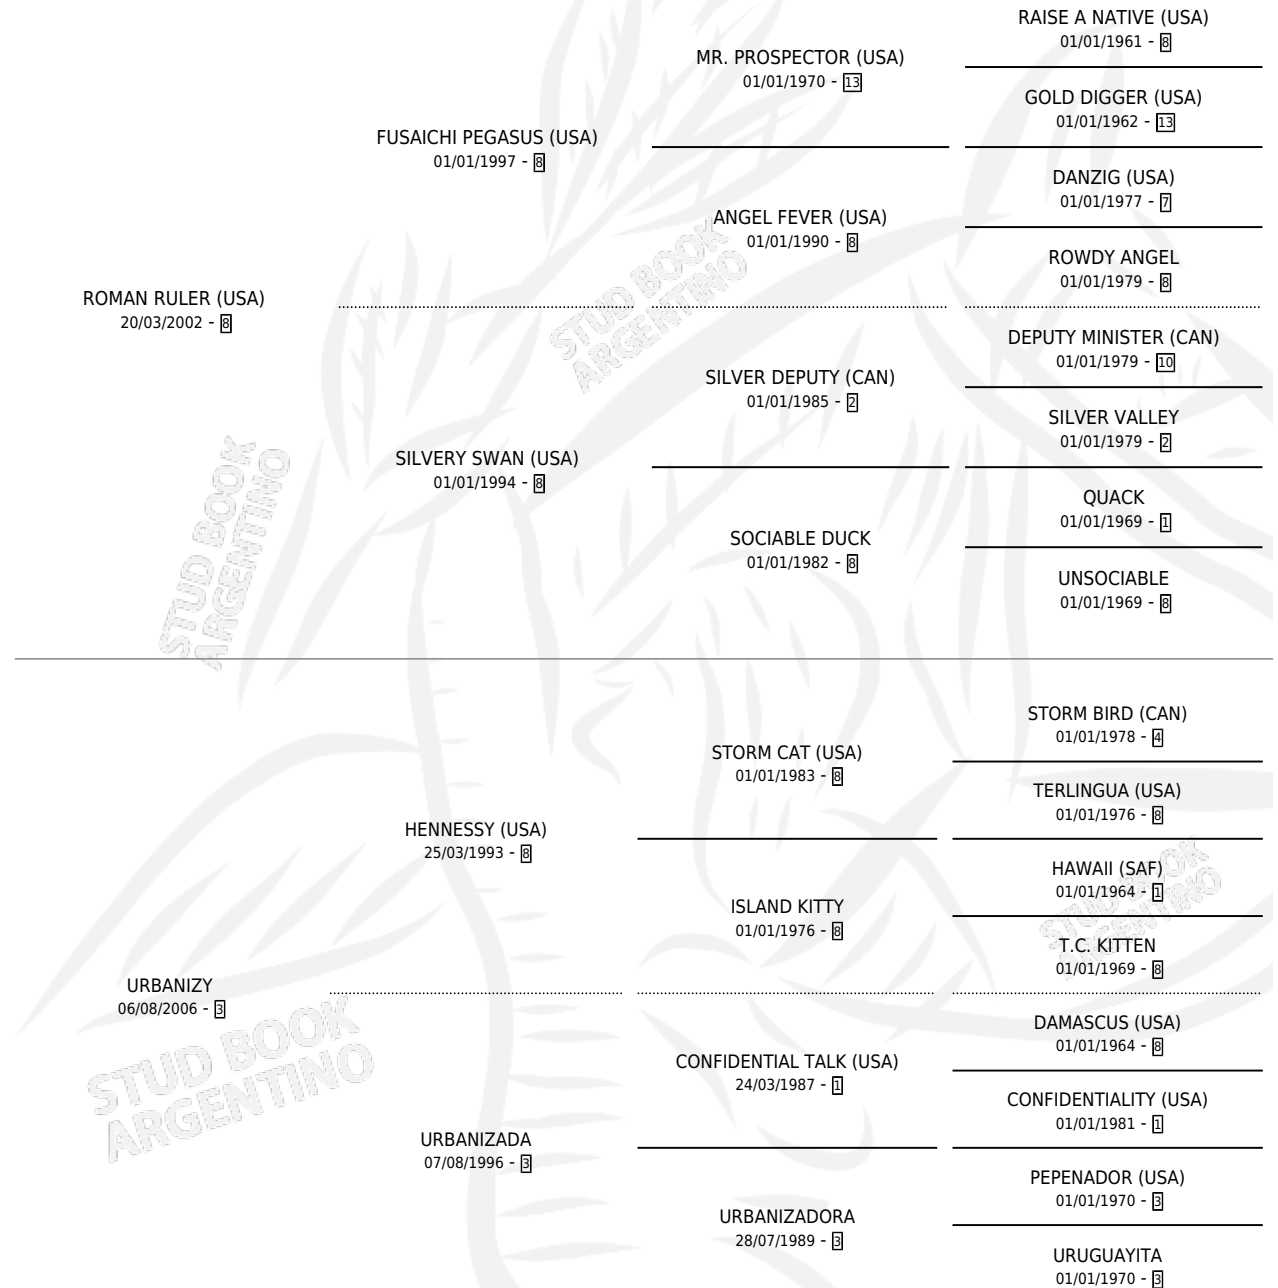 RAISE A NATIVE (USA)
01/01/1961 - 8
MR. PROSPECTOR (USA)
01/01/1970 - 13
GOLD DIGGER (USA)
01/01/1962 - 13
FUSAICHI PEGASUS (USA)
01/01/1997 - 8
DANZIG (USA)
01/01/1977 - 7
ANGEL FEVER (USA)
01/01/1990 - 8
ROWDY ANGEL
01/01/1979 - 8
ROMAN RULER (USA)
20/03/2002 - 8
DEPUTY MINISTER (CAN)
01/01/1979 - 10
SILVER DEPUTY (CAN)
01/01/1985 - 2
SILVER VALLEY
01/01/1979 - 2
SILVERY SWAN (USA)
01/01/1994 - 8
QUACK
01/01/1969 - 1
SOCIABLE DUCK
01/01/1982 - 8
UNSOCIABLE
01/01/1969 - 8
STUD BOOK
ARGENTINO
STUD BOOK
ARGENTINO
STORM BIRD (CAN)
01/01/1978 - 4
STORM CAT (USA)
01/01/1983 - 8
TERLINGUA (USA)
01/01/1976 - 8
HENNESSY (USA)
25/03/1993 - 8
HAWAII (SAF)
01/01/1964 - 1
ISLAND KITTY
01/01/1976 - 8
T.C. KITTEN
01/01/1969 - 8
URBANIZY
06/08/2006 - 3
DAMASCUS (USA)
01/01/1964 - 8
CONFIDENTIAL TALK (USA)
24/03/1987 - 1
CONFIDENTIALITY (USA)
01/01/1981 - 1
URBANIZADA
07/08/1996 - 3
PEPENADOR (USA)
01/01/1970 - 3
URBANIZADORA
28/07/1989 - 3
URUGUAYITA
01/01/1970 - 3
STUD BOOK
ARGENTINO
STUD BOOK
ARGENTINO